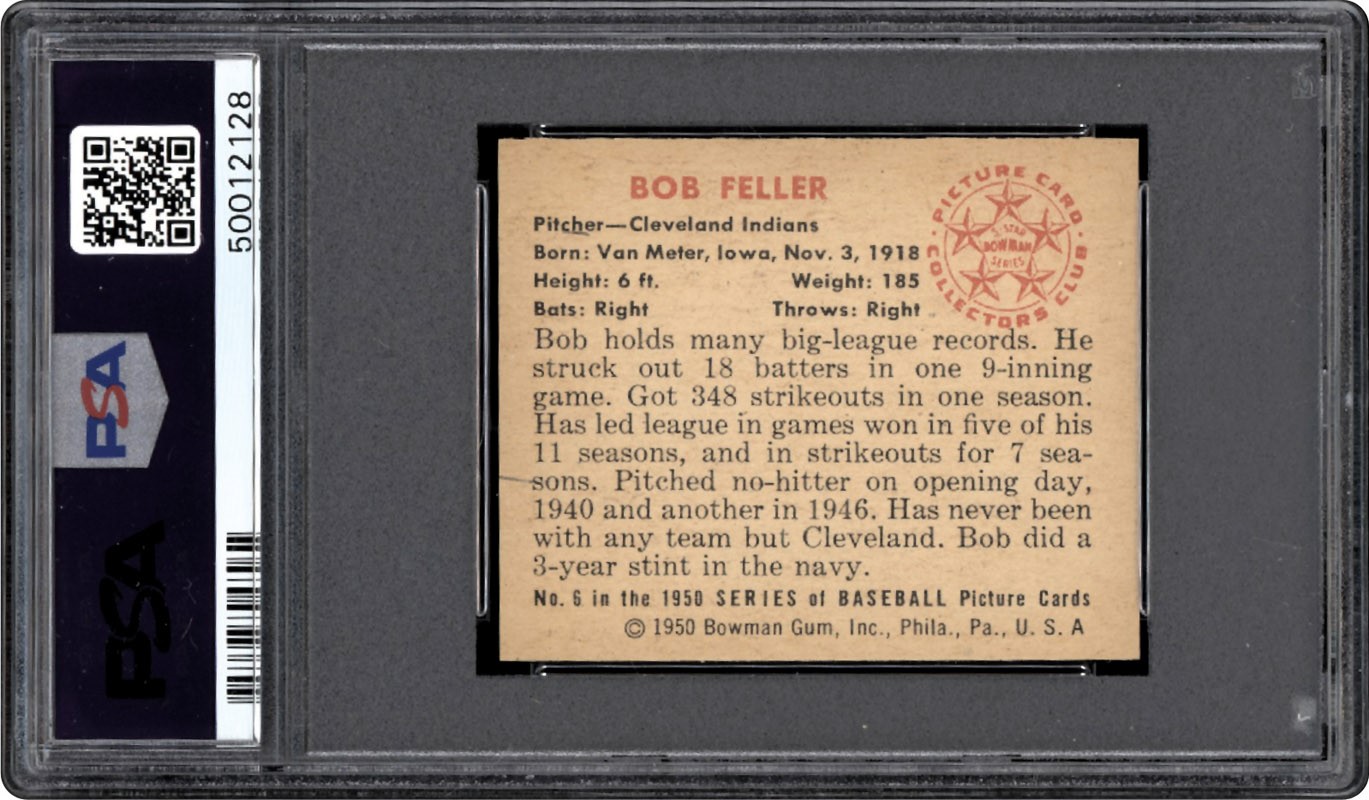 50012128
PSA
PSA
BOB FELLER
Pitcher—Cleveland Indians
Born: Van Meter, Iowa, Nov. 3, 1918
Height: 6 ft. Weight: 185
Bats: Right Throws: Right
PICTURE CARD
COLLECTORS CLUB
5-STAR
BOWMAN
SERIES
Bob holds many big-league records. He
struck out 18 batters in one 9-inning
game. Got 348 strikeouts in one season.
Has led league in games won in five of his
11 seasons, and in strikeouts for 7 sea-
sons. Pitched no-hitter on opening day,
1940 and another in 1946. Has never been
with any team but Cleveland. Bob did a
3-year stint in the navy.
No. 6 in the 1950 SERIES of BASEBALL Picture Cards
© 1950 Bowman Gum, Inc., Phila., Pa., U. S. A